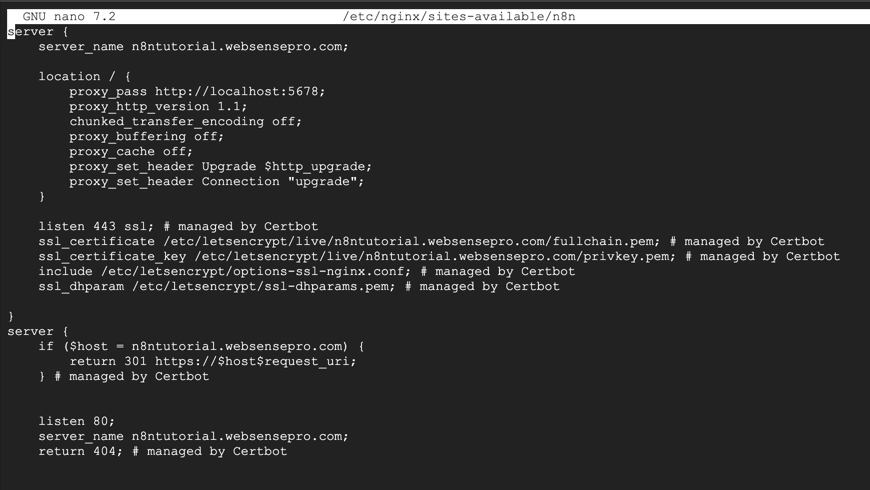 GNU nano 7.2 /etc/nginx/sites-available/n8n
server {
server_name n8ntutorial.websensepro.com;
location / {
proxy_pass http://localhost:5678;
proxy_http_version 1.1;
chunked_transfer_encoding off;
proxy_buffering off;
proxy_cache off;
proxy_set_header Upgrade $http_upgrade;
proxy_set_header Connection "upgrade";
}
listen 443 ssl; # managed by Certbot
ssl_certificate /etc/letsencrypt/live/n8ntutorial.websensepro.com/fullchain.pem; # managed by Certbot
ssl_certificate_key /etc/letsencrypt/live/n8ntutorial.websensepro.com/privkey.pem; # managed by Certbot
include /etc/letsencrypt/options-ssl-nginx.conf; # managed by Certbot
ssl_dhparam /etc/letsencrypt/ssl-dhparams.pem; # managed by Certbot
}
server {
if ($host = n8ntutorial.websensepro.com) {
return 301 https://$host$request_uri;
} # managed by Certbot
listen 80;
server_name n8ntutorial.websensepro.com;
return 404; # managed by Certbot